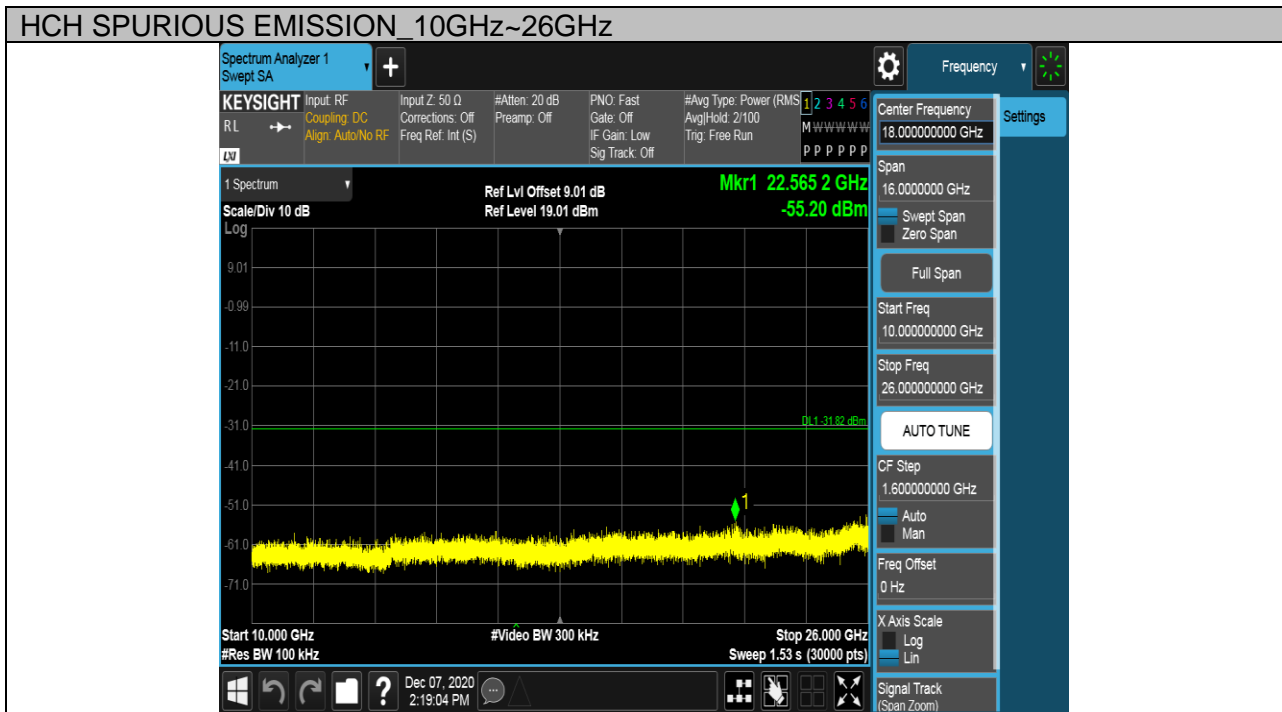 HCH SPURIOUS EMISSION_10GHz~26GHz
Spectrum Analyzer 1
Swept SA
+
Frequency
KEYSIGHT
RL
LXI
Input: RF
Coupling: DC
Align: Auto/No RF
Input Z: 50 Ω
Corrections: Off
Freq Ref: Int (S)
#Atten: 20 dB
Preamp: Off
PNO: Fast
Gate: Off
IF Gain: Low
Sig Track: Off
#Avg Type: Power (RMS
Avg|Hold: 2/100
Trig: Free Run
1 2 3 4 5 6
M W W W W W
P P P P P P
1 Spectrum
Scale/Div 10 dB
Log
Ref Lvl Offset 9.01 dB
Ref Level 19.01 dBm
Mkr1 22.565 2 GHz
-55.20 dBm
9.01
-0.99
-11.0
-21.0
-31.0
DL1 -31.82 dBm
-41.0
-51.0
1
-61.0
-71.0
Start 10.000 GHz
#Res BW 100 kHz
#Video BW 300 kHz
Stop 26.000 GHz
Sweep 1.53 s (30000 pts)
?
Dec 07, 2020
2:19:04 PM
Center Frequency
18.000000000 GHz
Settings
Span
16.0000000 GHz
Swept Span
Zero Span
Full Span
Start Freq
10.000000000 GHz
Stop Freq
26.000000000 GHz
AUTO TUNE
CF Step
1.600000000 GHz
Auto
Man
Freq Offset
0 Hz
X Axis Scale
Log
Lin
Signal Track
(Span Zoom)